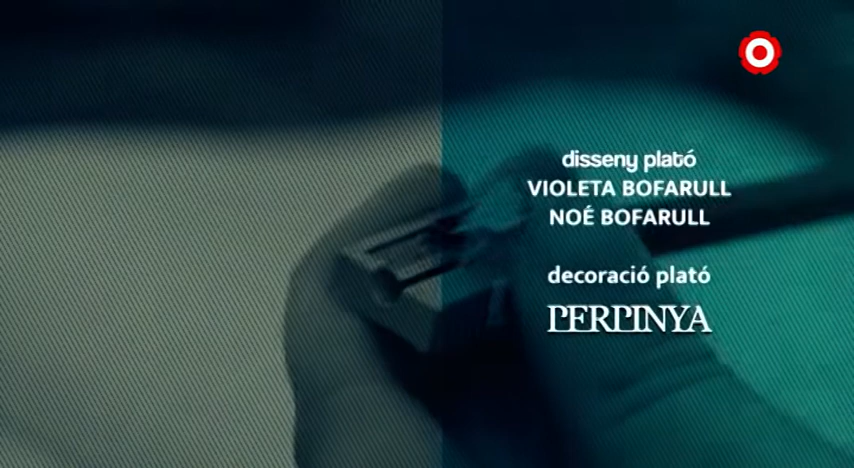 disseny plató
VIOLETA BOFARULL
NOÉ BOFARULL
decoració plató
PERPINYA